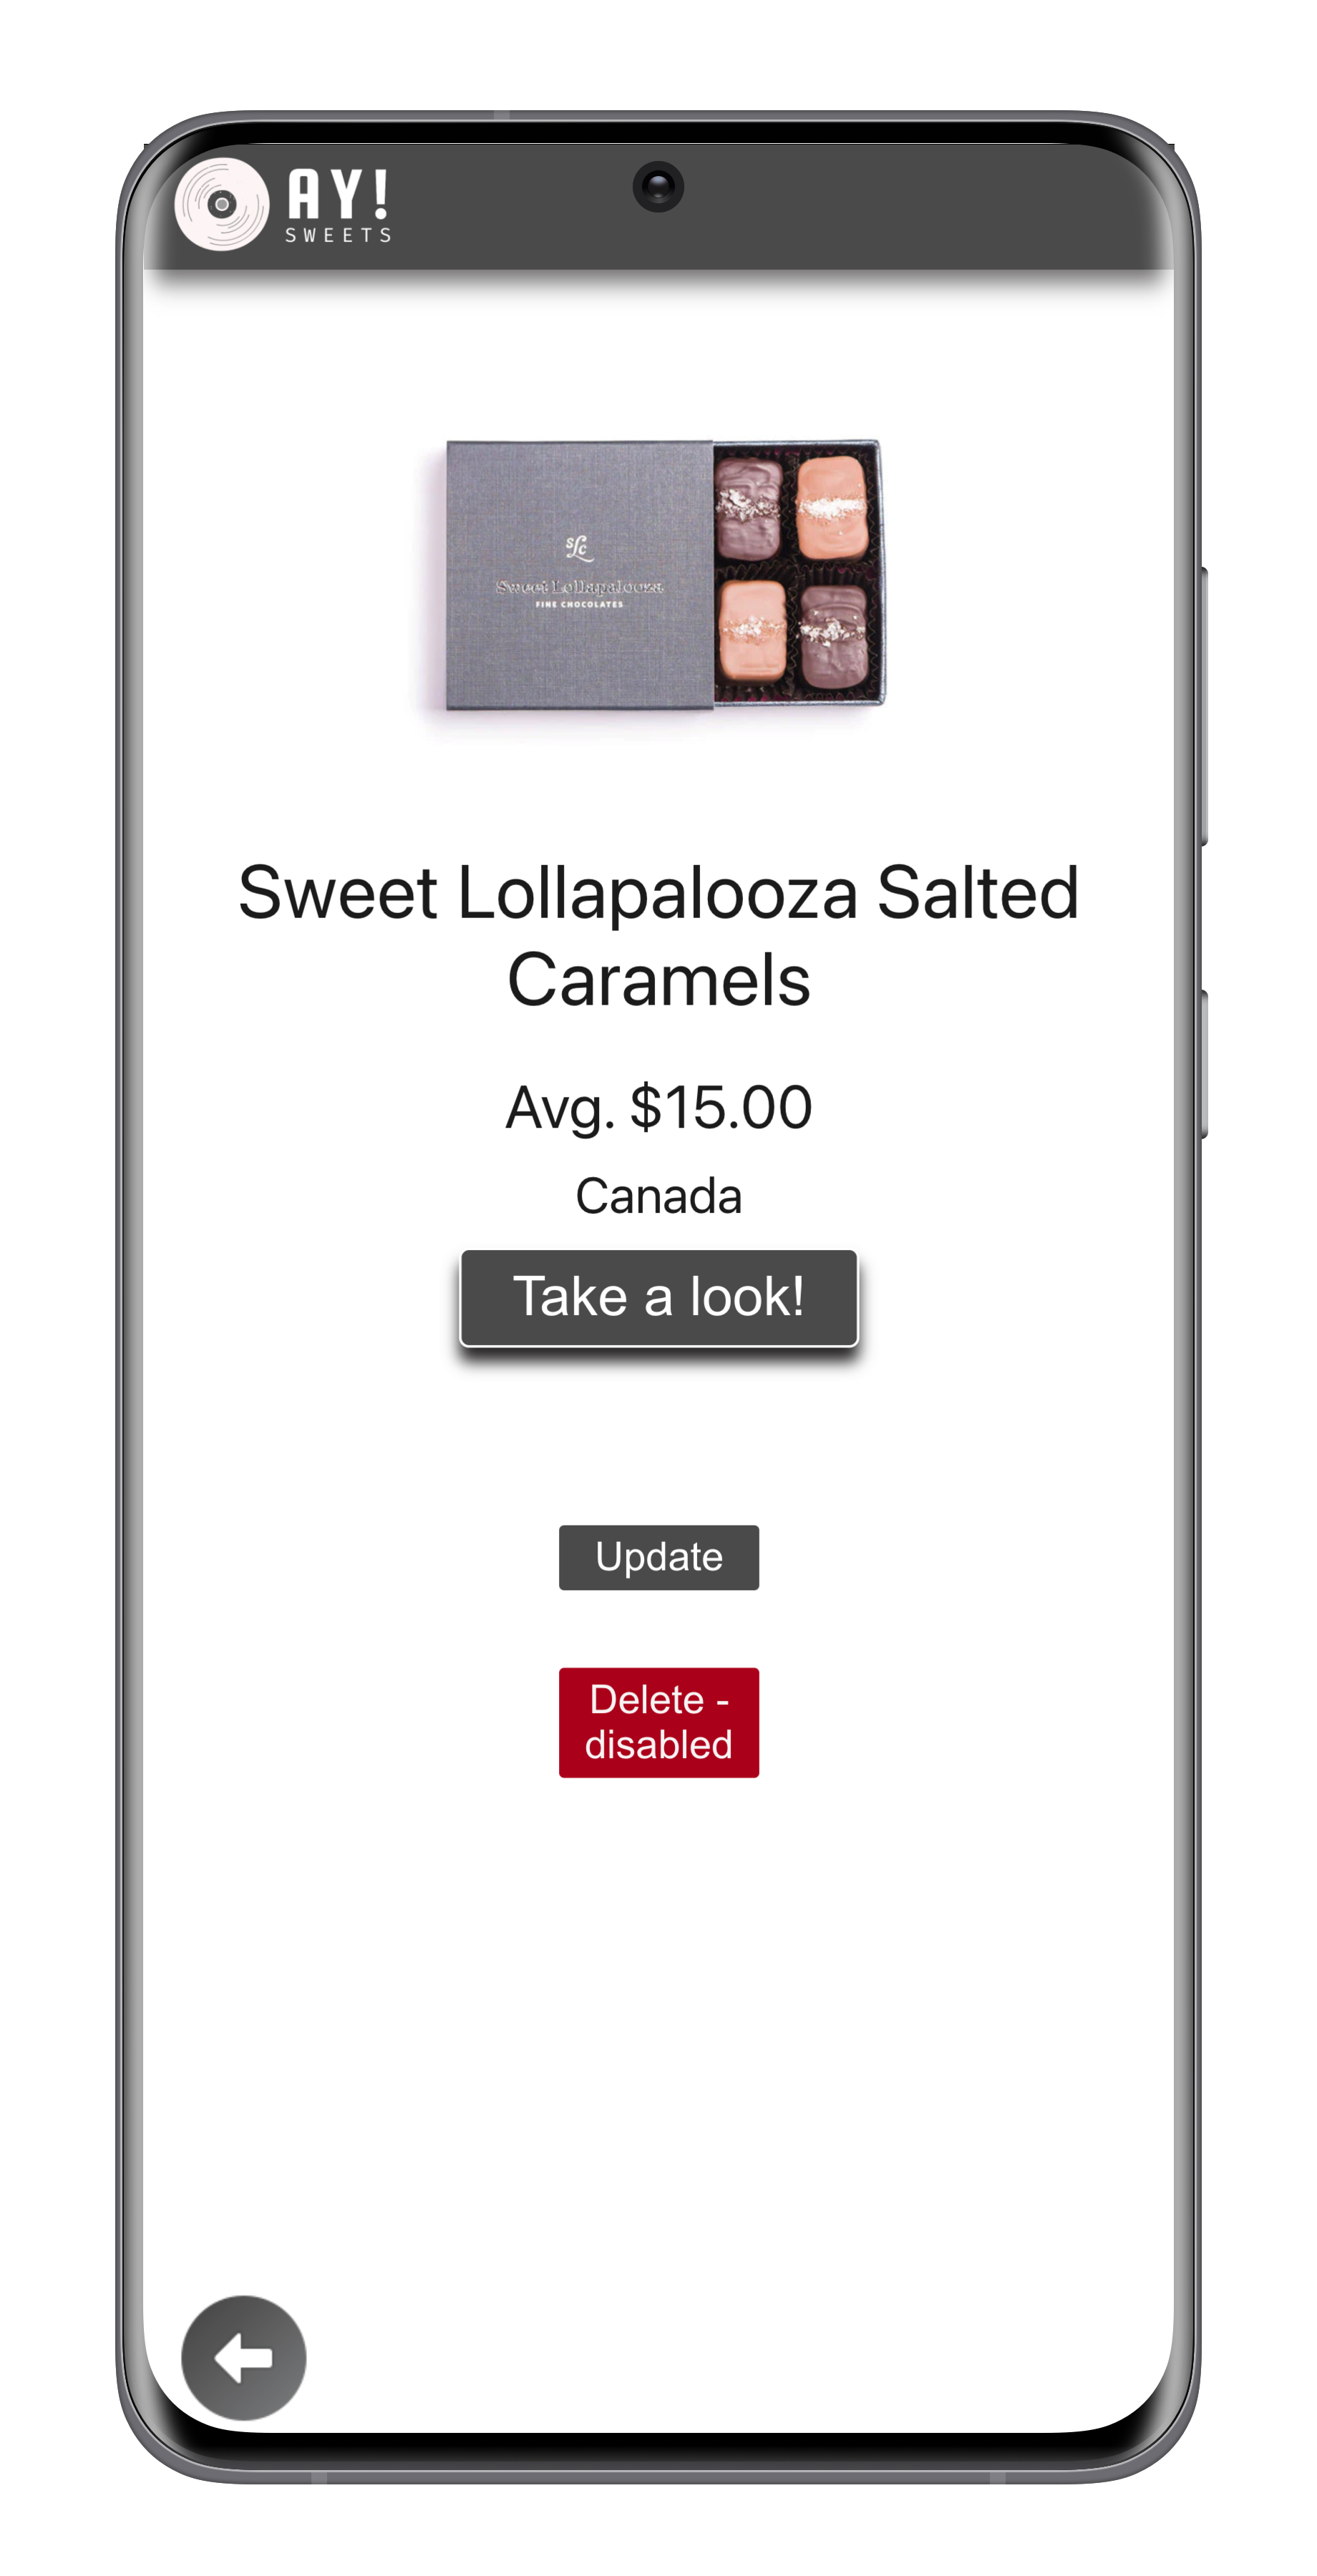 AY!
SWEETS
SLC
Sweet Lollapalooza
FINE CHOCOLATES
Sweet Lollapalooza Salted
Caramels
Avg. $15.00
Canada
Take a look!
Update
Delete -
disabled